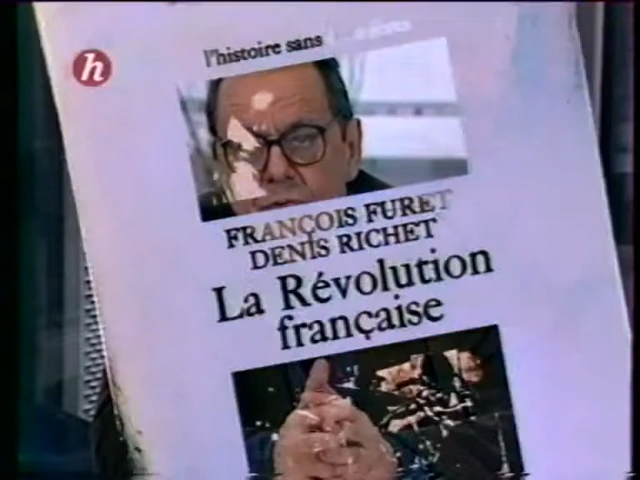 h
l'histoire sans
FRANÇOIS FURET
DENIS RICHET
La Révolution
française